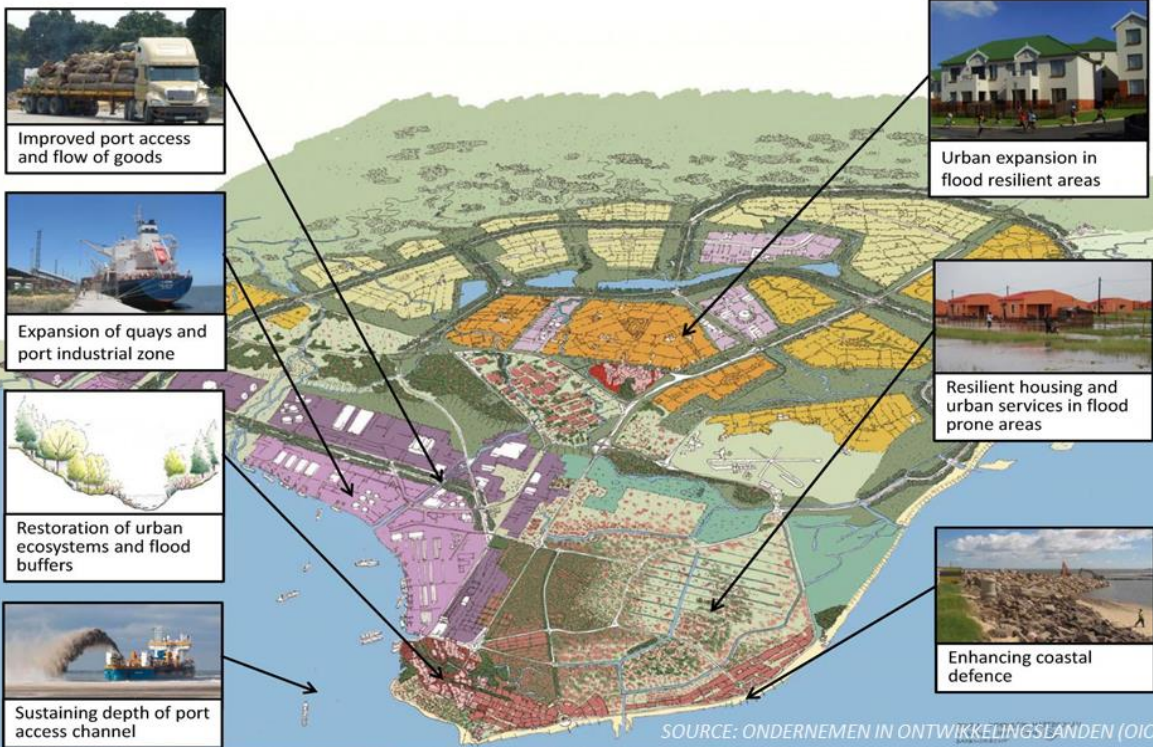 Improved port access
and flow of goods
Expansion of quays and
port industrial zone
Restoration of urban
ecosystems and flood
buffers
Sustaining depth of port
access channel
Urban expansion in
flood resilient areas
Resilient housing and
urban services in flood
prone areas
Enhancing coastal
defence
SOURCE: ONDERNEMEN IN ONTWIKKELINGSLANDEN (OIO